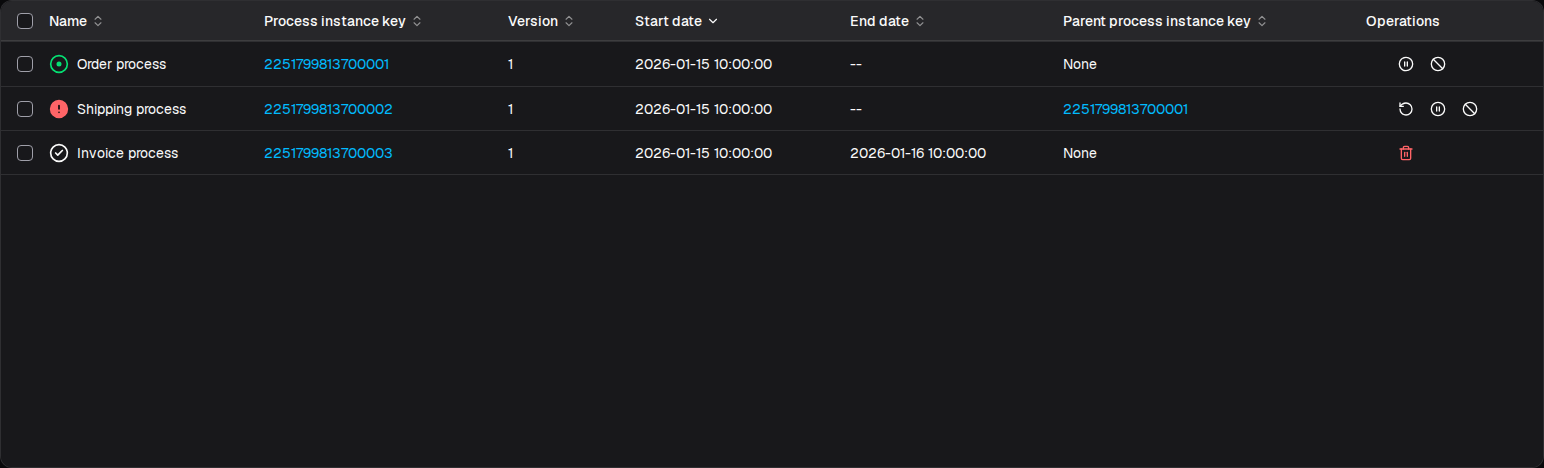 Name Process instance key Version Start date End date Parent process instance key Operations
Order process 2251799813700001 1 2026-01-15 10:00:00 -- None
Shipping process 2251799813700002 1 2026-01-15 10:00:00 -- 2251799813700001
Invoice process 2251799813700003 1 2026-01-15 10:00:00 2026-01-16 10:00:00 None